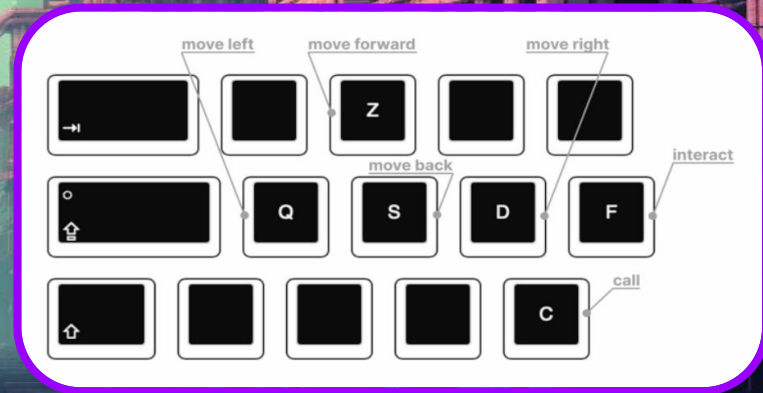 move left
move forward
move right
Z
move back
interact
Q
S
D
F
call
C